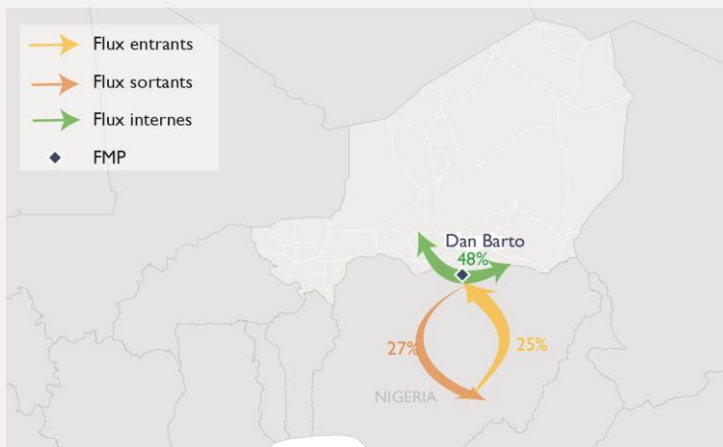 Flux entrants
Flux sortants
Flux internes
FMP
Dan Barto
48%
27%
25%
NIGERIA